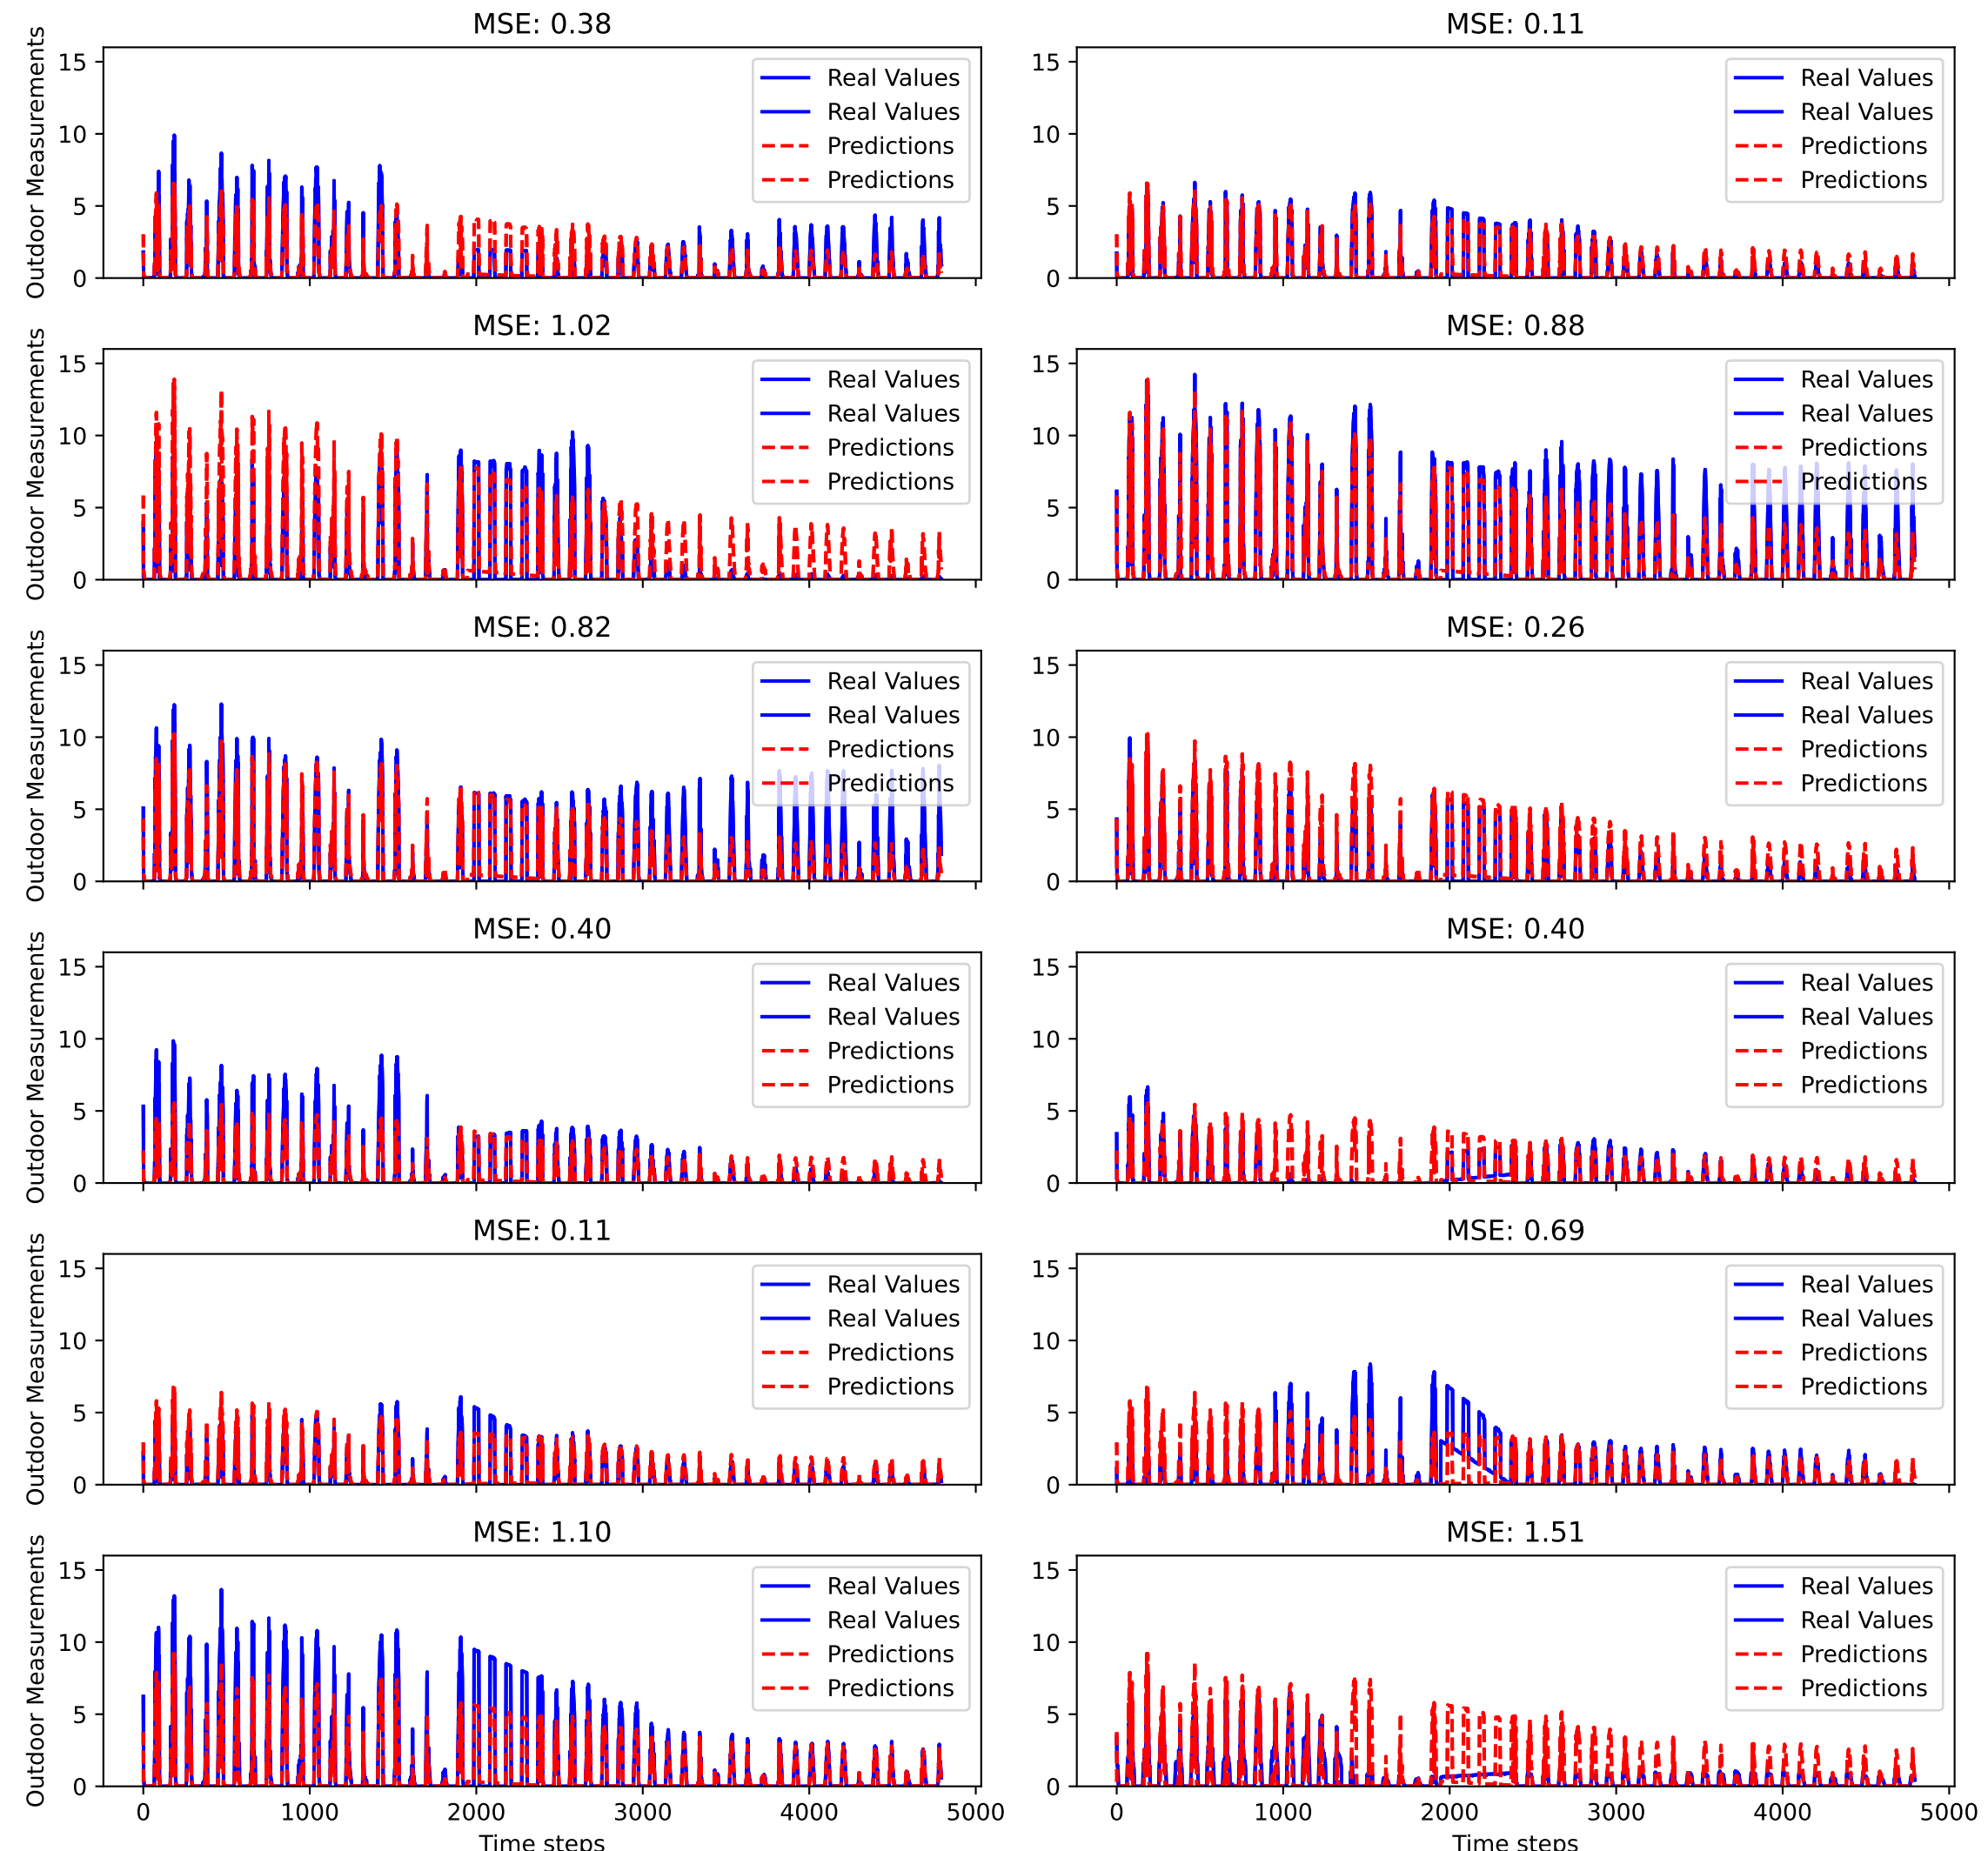 MSE: 0.38
Outdoor Measurements
15
10
5
0
Real Values
Real Values
Predictions
Predictions
MSE: 0.11
15
10
5
0
Real Values
Real Values
Predictions
Predictions
MSE: 1.02
Outdoor Measurements
15
10
5
0
Real Values
Real Values
Predictions
Predictions
MSE: 0.88
15
10
5
0
Real Values
Real Values
Predictions
Predictions
MSE: 0.82
Outdoor Measurements
15
10
5
0
Real Values
Real Values
Predictions
Predictions
MSE: 0.26
15
10
5
0
Real Values
Real Values
Predictions
Predictions
MSE: 0.40
Outdoor Measurements
15
10
5
0
Real Values
Real Values
Predictions
Predictions
MSE: 0.40
15
10
5
0
Real Values
Real Values
Predictions
Predictions
MSE: 0.11
Outdoor Measurements
15
10
5
0
Real Values
Real Values
Predictions
Predictions
MSE: 0.69
15
10
5
0
Real Values
Real Values
Predictions
Predictions
MSE: 1.10
Outdoor Measurements
15
10
5
0
Real Values
Real Values
Predictions
Predictions
0 1000 2000 3000 4000 5000
Time steps
MSE: 1.51
15
10
5
0
Real Values
Real Values
Predictions
Predictions
0 1000 2000 3000 4000 5000
Time steps